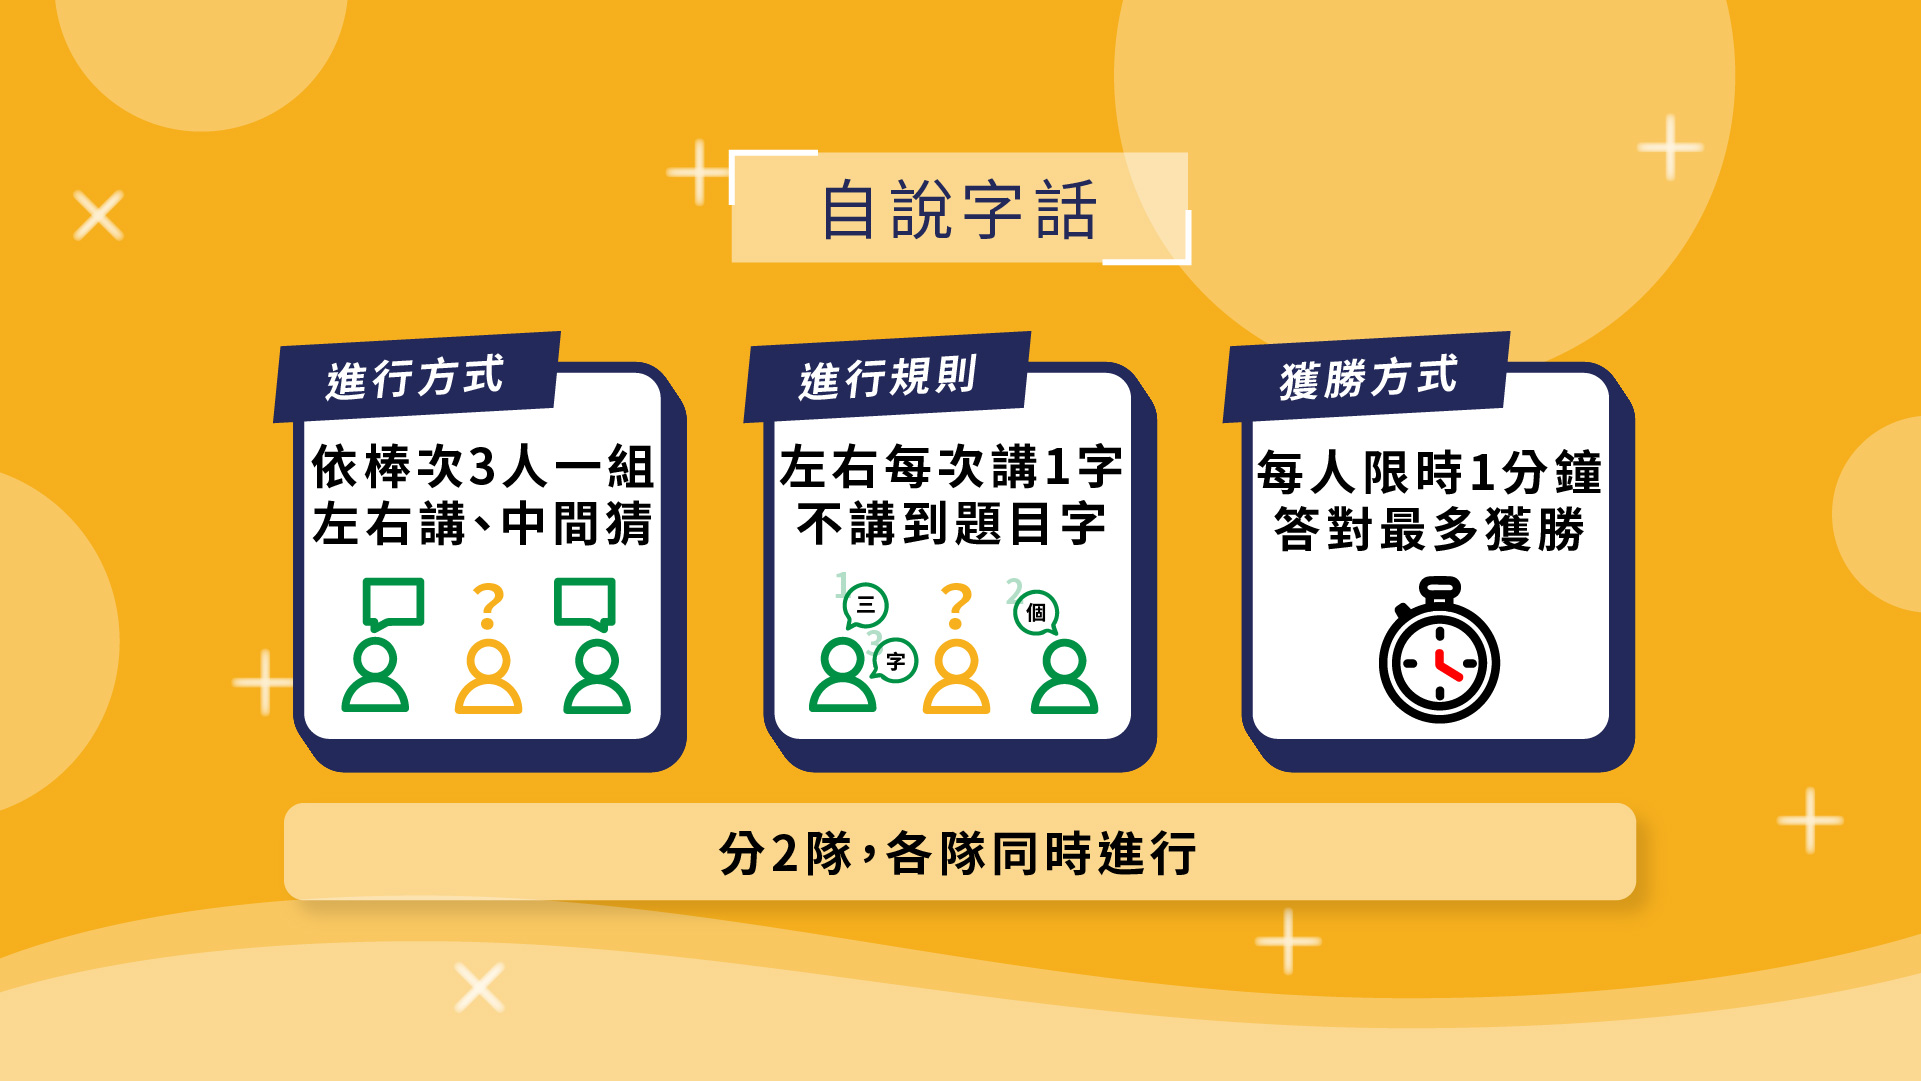 自說字話
進行方式
依棒次3人一組
左右講、中間猜
?
進行規則
左右每次講1字
不講到題目字
1
三
3
字
?
2
個
獲勝方式
每人限時1分鐘
答對最多獲勝
分2隊，各隊同時進行